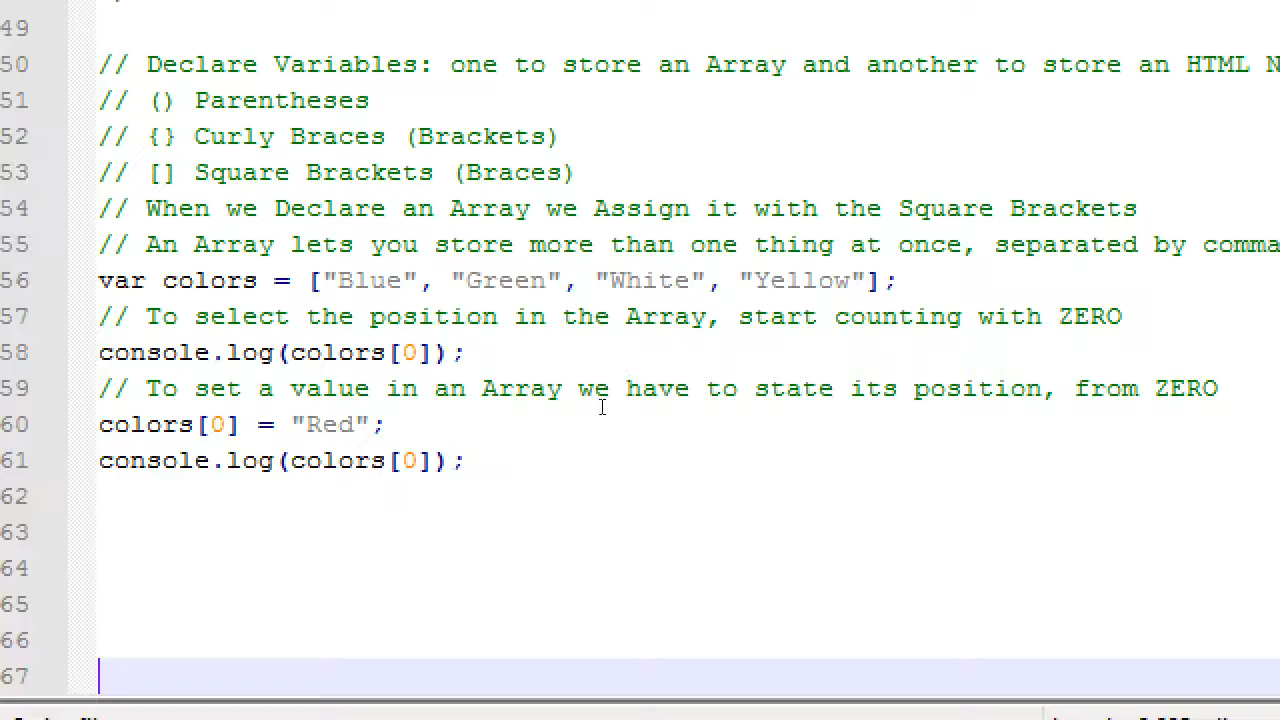 49
50 // Declare Variables: one to store an Array and another to store an HTML N
51 // () Parentheses
52 // {} Curly Braces (Brackets)
53 // [] Square Brackets (Braces)
54 // When we Declare an Array we Assign it with the Square Brackets
55 // An Array lets you store more than one thing at once, separated by comma
56 var colors = ["Blue", "Green", "White", "Yellow"];
57 // To select the position in the Array, start counting with ZERO
58 console.log(colors[0]);
59 // To set a value in an Array we have to state its position, from ZERO
60 colors[0] = "Red";
61 console.log(colors[0]);
62
63
64
65
66
67